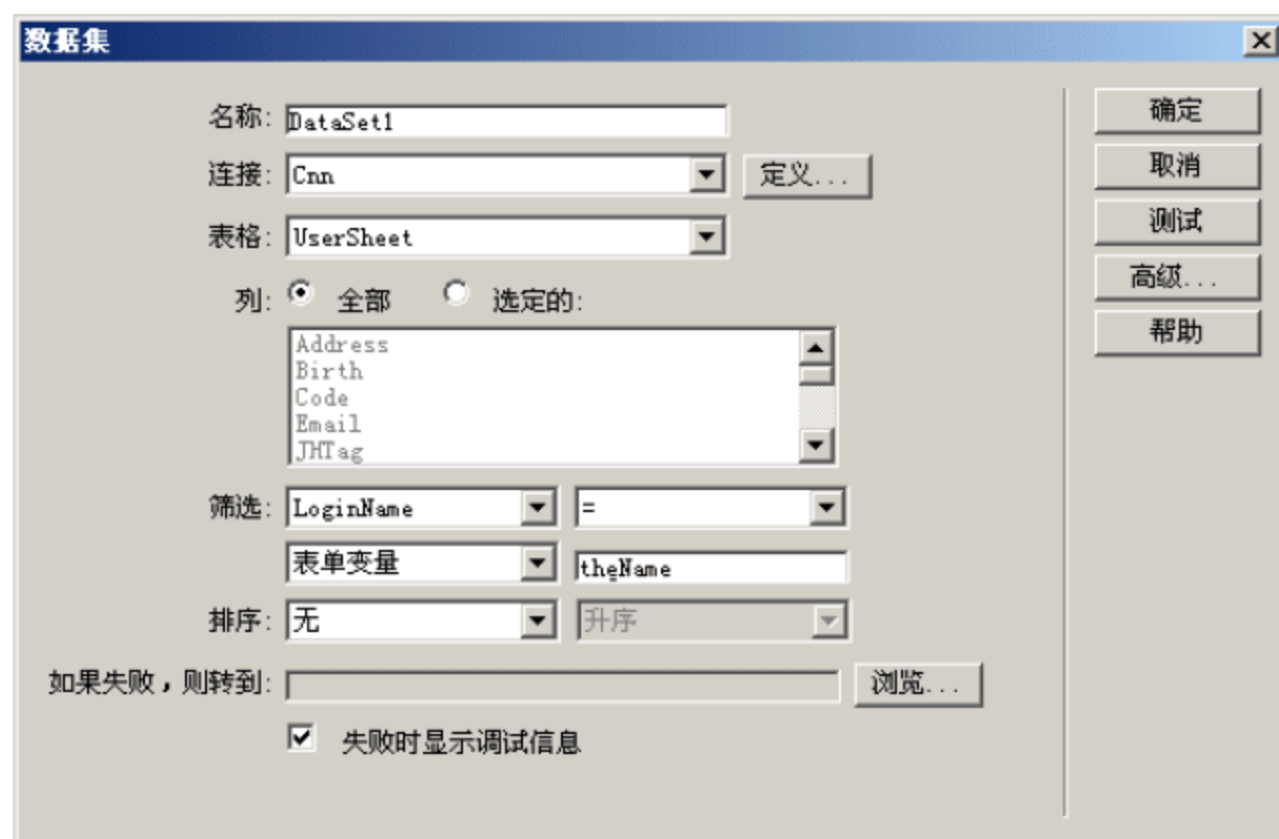 数据集
名称: DataSet1
确定
连接: Cnn 定义...
取消
表格: UserSheet
测试
列: 全部 选定的:
高级...
Address
Birth
Code
Email
JHTag
帮助
筛选: LoginName =
表单变量 theName
排序: 无 升序
如果失败，则转到: 浏览...
失败时显示调试信息